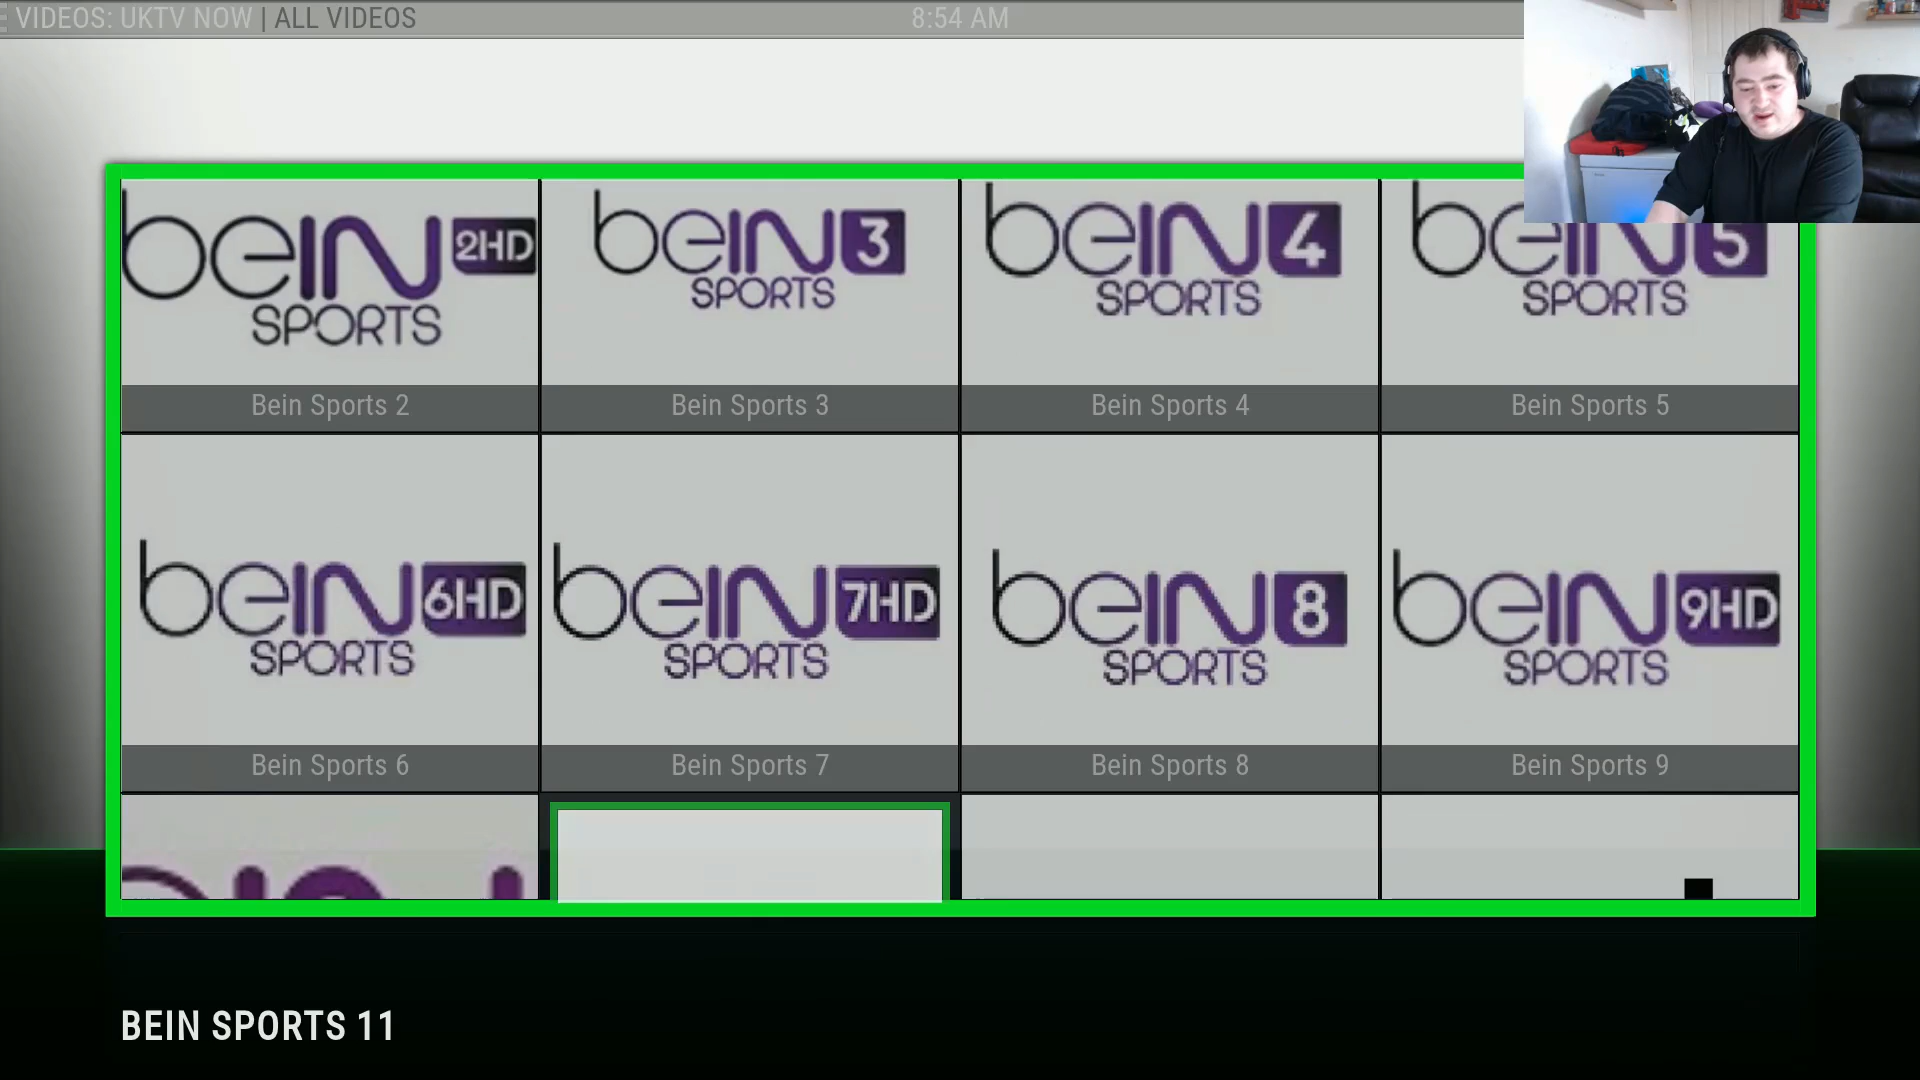 VIDEOS: UKTV NOW | ALL VIDEOS
8:54 AM
beIN 2HD
SPORTS
beIN 3
SPORTS
beIN 4
SPORTS
beIN 5
SPORTS
Bein Sports 2
Bein Sports 3
Bein Sports 4
Bein Sports 5
beIN 6HD
SPORTS
beIN 7HD
SPORTS
beIN 8
SPORTS
beIN 9HD
SPORTS
Bein Sports 6
Bein Sports 7
Bein Sports 8
Bein Sports 9
BEIN SPORTS 11